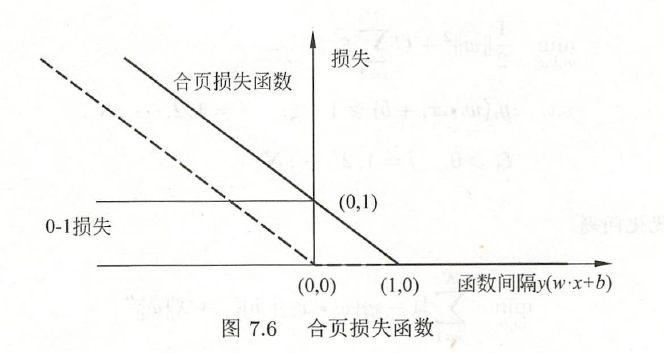 损失
合页损失函数
(0,1)
0-1损失
(0,0)
(1,0)
函数间隔y(w·x+b)
图 7.6 合页损失函数